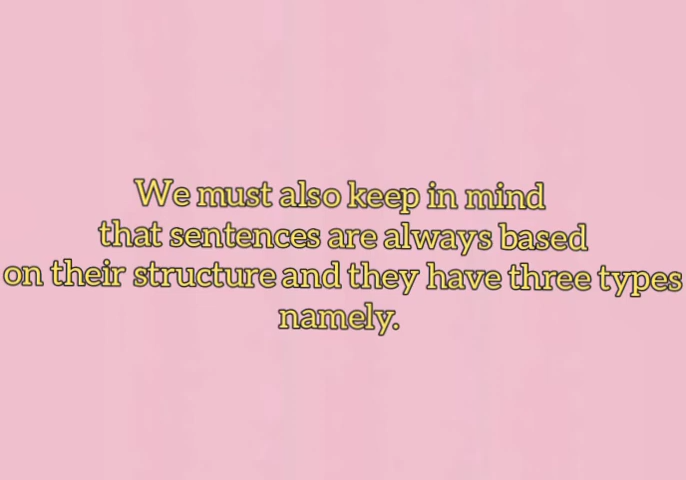 We must also keep in mind
that sentences are always based
on their structure and they have three types
namely.